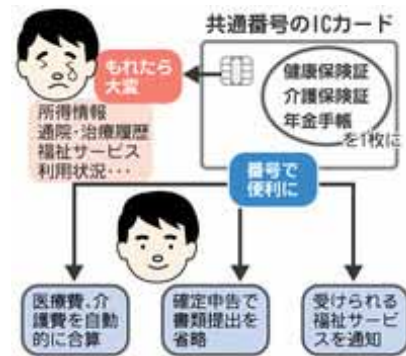 共通番号のICカード
もれたら
大変
所得情報
通院・治療履歴
福祉サービス
利用状況・・・
健康保険証
介護保険証
年金手帳
を1枚に
番号で
便利に
医療費、介
護費を自動
的に合算
確定申告で
書類提出を
省略
受けられる
福祉サービ
スを通知